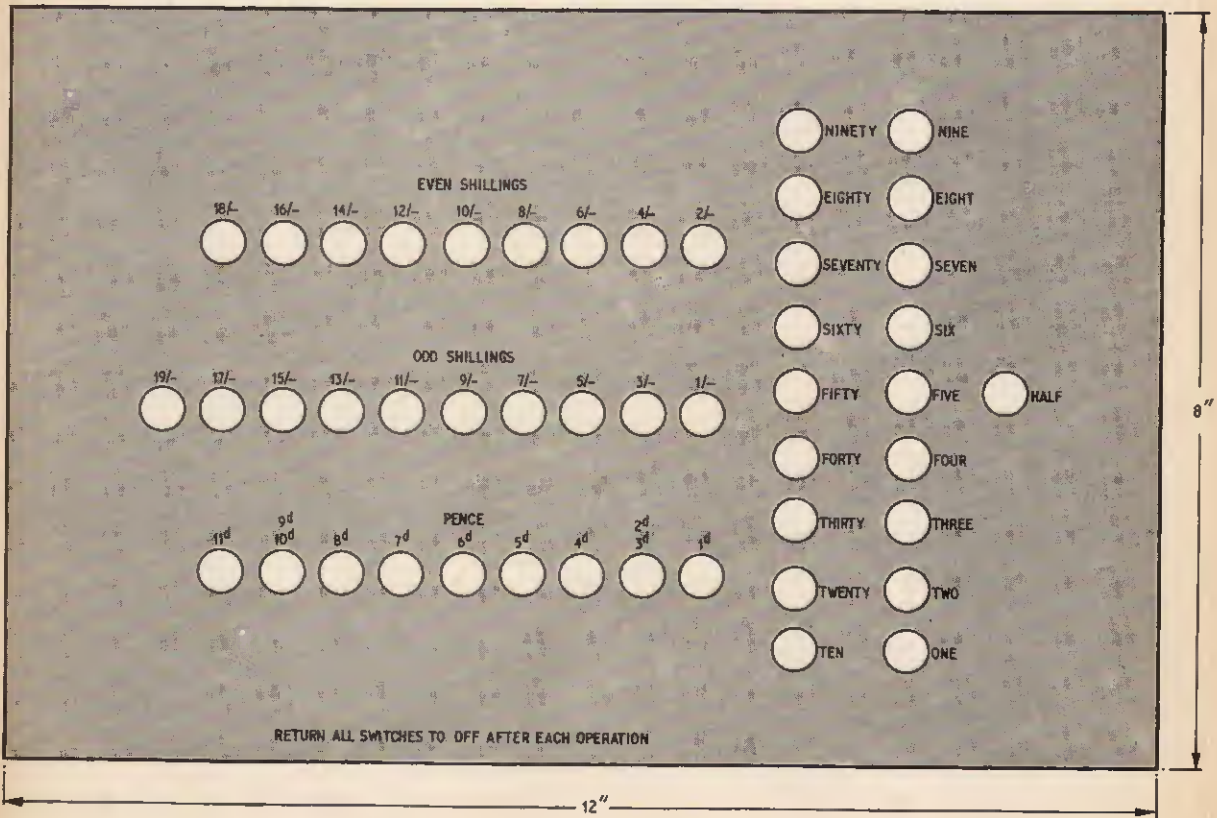 EVEN SHILLINGS
18/– 16/– 14/– 12/– 10/– 8/– 6/– 4/– 2/–
ODD SHILLINGS
19/– 17/– 15/– 13/– 11/– 9/– 7/– 5/– 3/– 1/–
PENCE
9d 2d
11d 10d 8d 7d 6d 5d 4d 3d 1d
RETURN ALL SWITCHES TO OFF AFTER EACH OPERATION
NINETY NINE
EIGHTY EIGHT
SEVENTY SEVEN
SIXTY SIX
FIFTY FIVE HALF
FORTY FOUR
THIRTY THREE
TWENTY TWO
TEN ONE
8"
12"